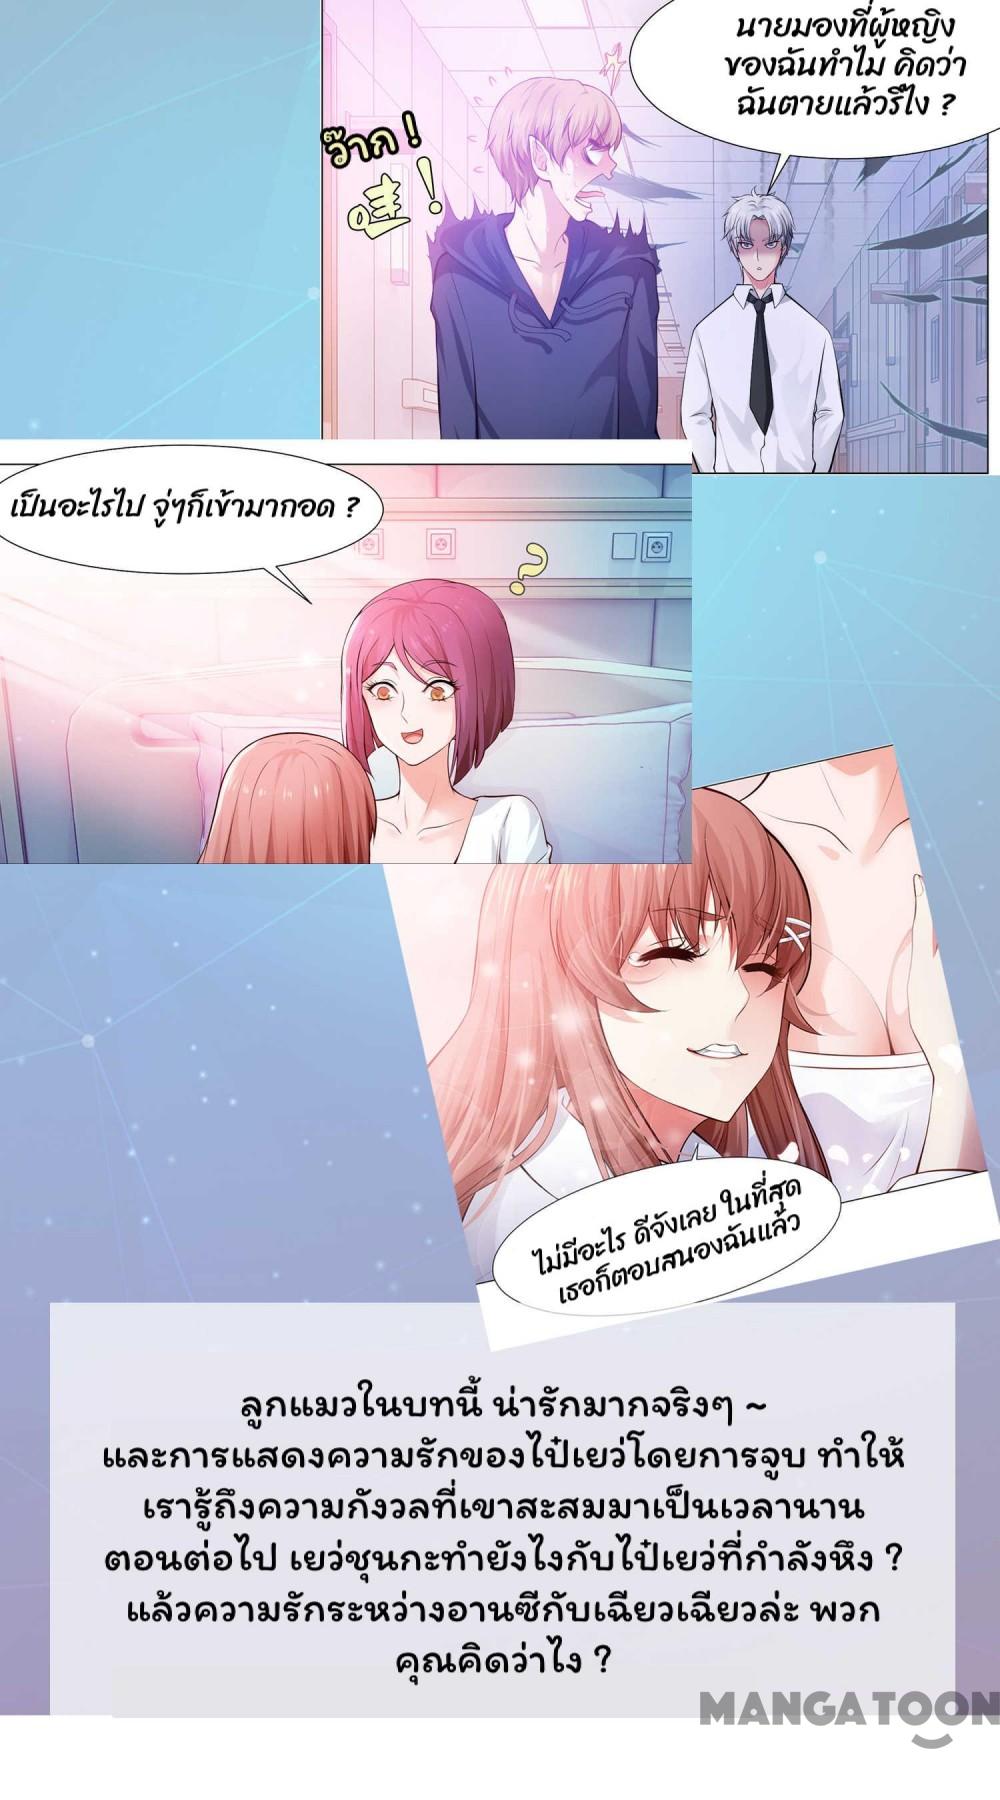 นายมองที่ผู้หญิง
ของฉันทำไม คิดว่า
ฉันตายแล้วรึไง ?
ว๊าก !
哇 !
เป็นอะไรไป จู่ๆก็เข้ามากอด ?
?
ไม่มีอะไร ดีจังเลย ในที่สุด
เธอก็ตอบสนองฉันแล้ว
ลูกแมวในบทนี้ น่ารักมากจริงๆ ~
และการแสดงความรักของไป๋เยว่โดยการจูบ ทำให้
เรารู้ถึงความกังวลที่เขาสะสมมาเป็นเวลานาน
ตอนต่อไป เยว่ชุนกะทำยังไงกับไป๋เยว่ที่กำลังหึง ?
แล้วความรักระหว่างอานซีกับเฉียวเฉียวล่ะ พวก
คุณคิดว่าไง ?
MANGATOON